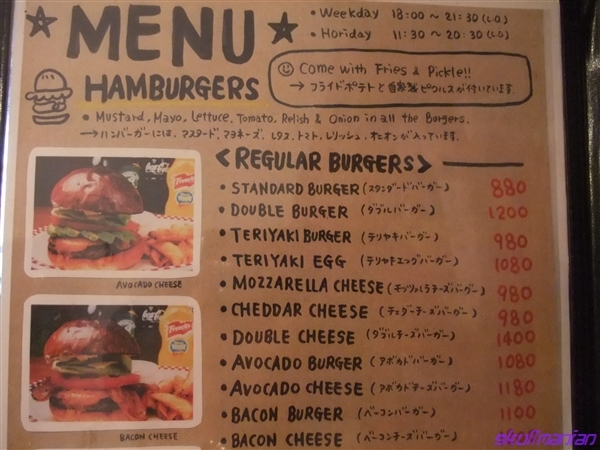 MENU
• Weekday 18:00 ~ 21:30 (L.O.)
• Horiday 11:30 ~ 20:30 (L.O.)
HAMBURGERS
Come with Fries & Pickle!!
→ フライドポテトと自家製ピクルスが付いています。
• Mustard, Mayo, Lettuce, Tomato, Relish & Onion in all the Burgers.
→ ハンバーガーには、マスタード、マヨネーズ、レタス、トマト、レリッシュ、オニオンが入っています。
<REGULAR BURGERS>
• STANDARD BURGER (スタンダードバーガー) 880
• DOUBLE BURGER (ダブルバーガー) 1200
• TERIYAKI BURGER (テリヤキバーガー) 980
• TERIYAKI EGG (テリヤキエッグバーガー) 1080
• MOZZARELLA CHEESE (モッツァレラチーズバーガー) 980
• CHEDDAR CHEESE (チェダーチーズバーガー) 980
• DOUBLE CHEESE (ダブルチーズバーガー) 1400
• AVOCADO BURGER (アボカドバーガー) 1080
• AVOCADO CHEESE (アボカドチーズバーガー) 1180
• BACON BURGER (ベーコンバーガー) 1100
• BACON CHEESE (ベーコンチーズバーガー)
Coca-Cola
French's
AVOCADO CHEESE
French's
BACON CHEESE